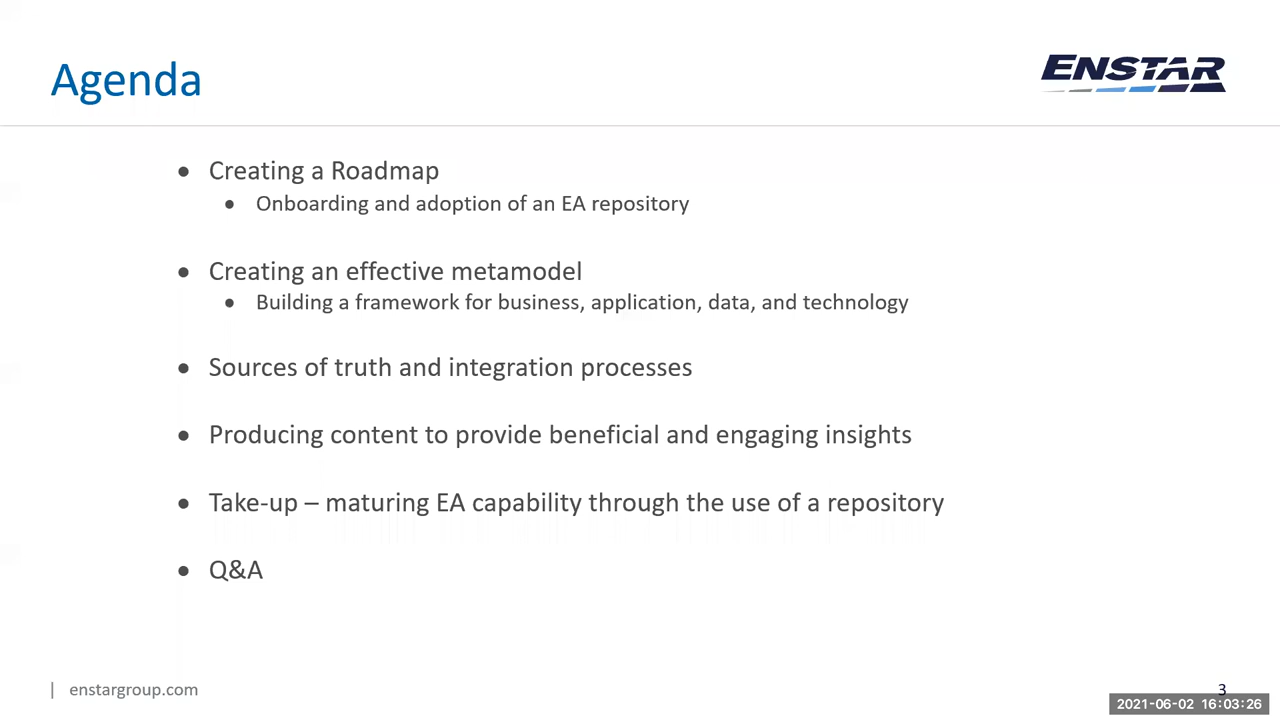 Agenda
ENSTAR
• Creating a Roadmap
• Onboarding and adoption of an EA repository
• Creating an effective metamodel
• Building a framework for business, application, data, and technology
• Sources of truth and integration processes
• Producing content to provide beneficial and engaging insights
• Take-up – maturing EA capability through the use of a repository
• Q&A
| enstargroup.com
3
2021-06-02 16:03:26